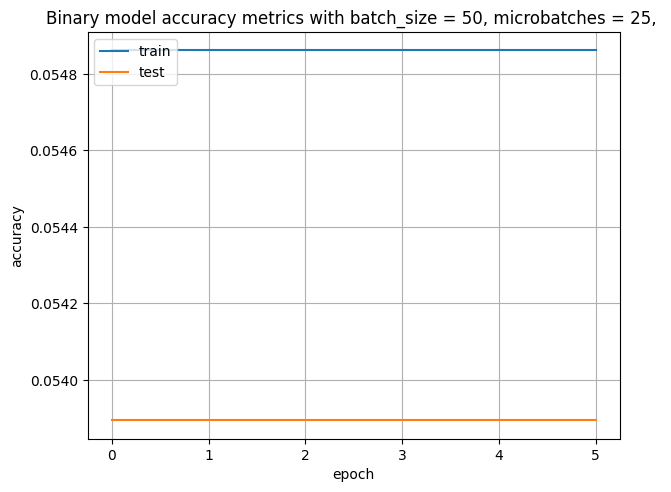 Binary model accuracy metrics with batch_size = 50, microbatches = 25,
train
test
0.0548
0.0546
0.0544
0.0542
0.0540
accuracy
0 1 2 3 4 5
epoch